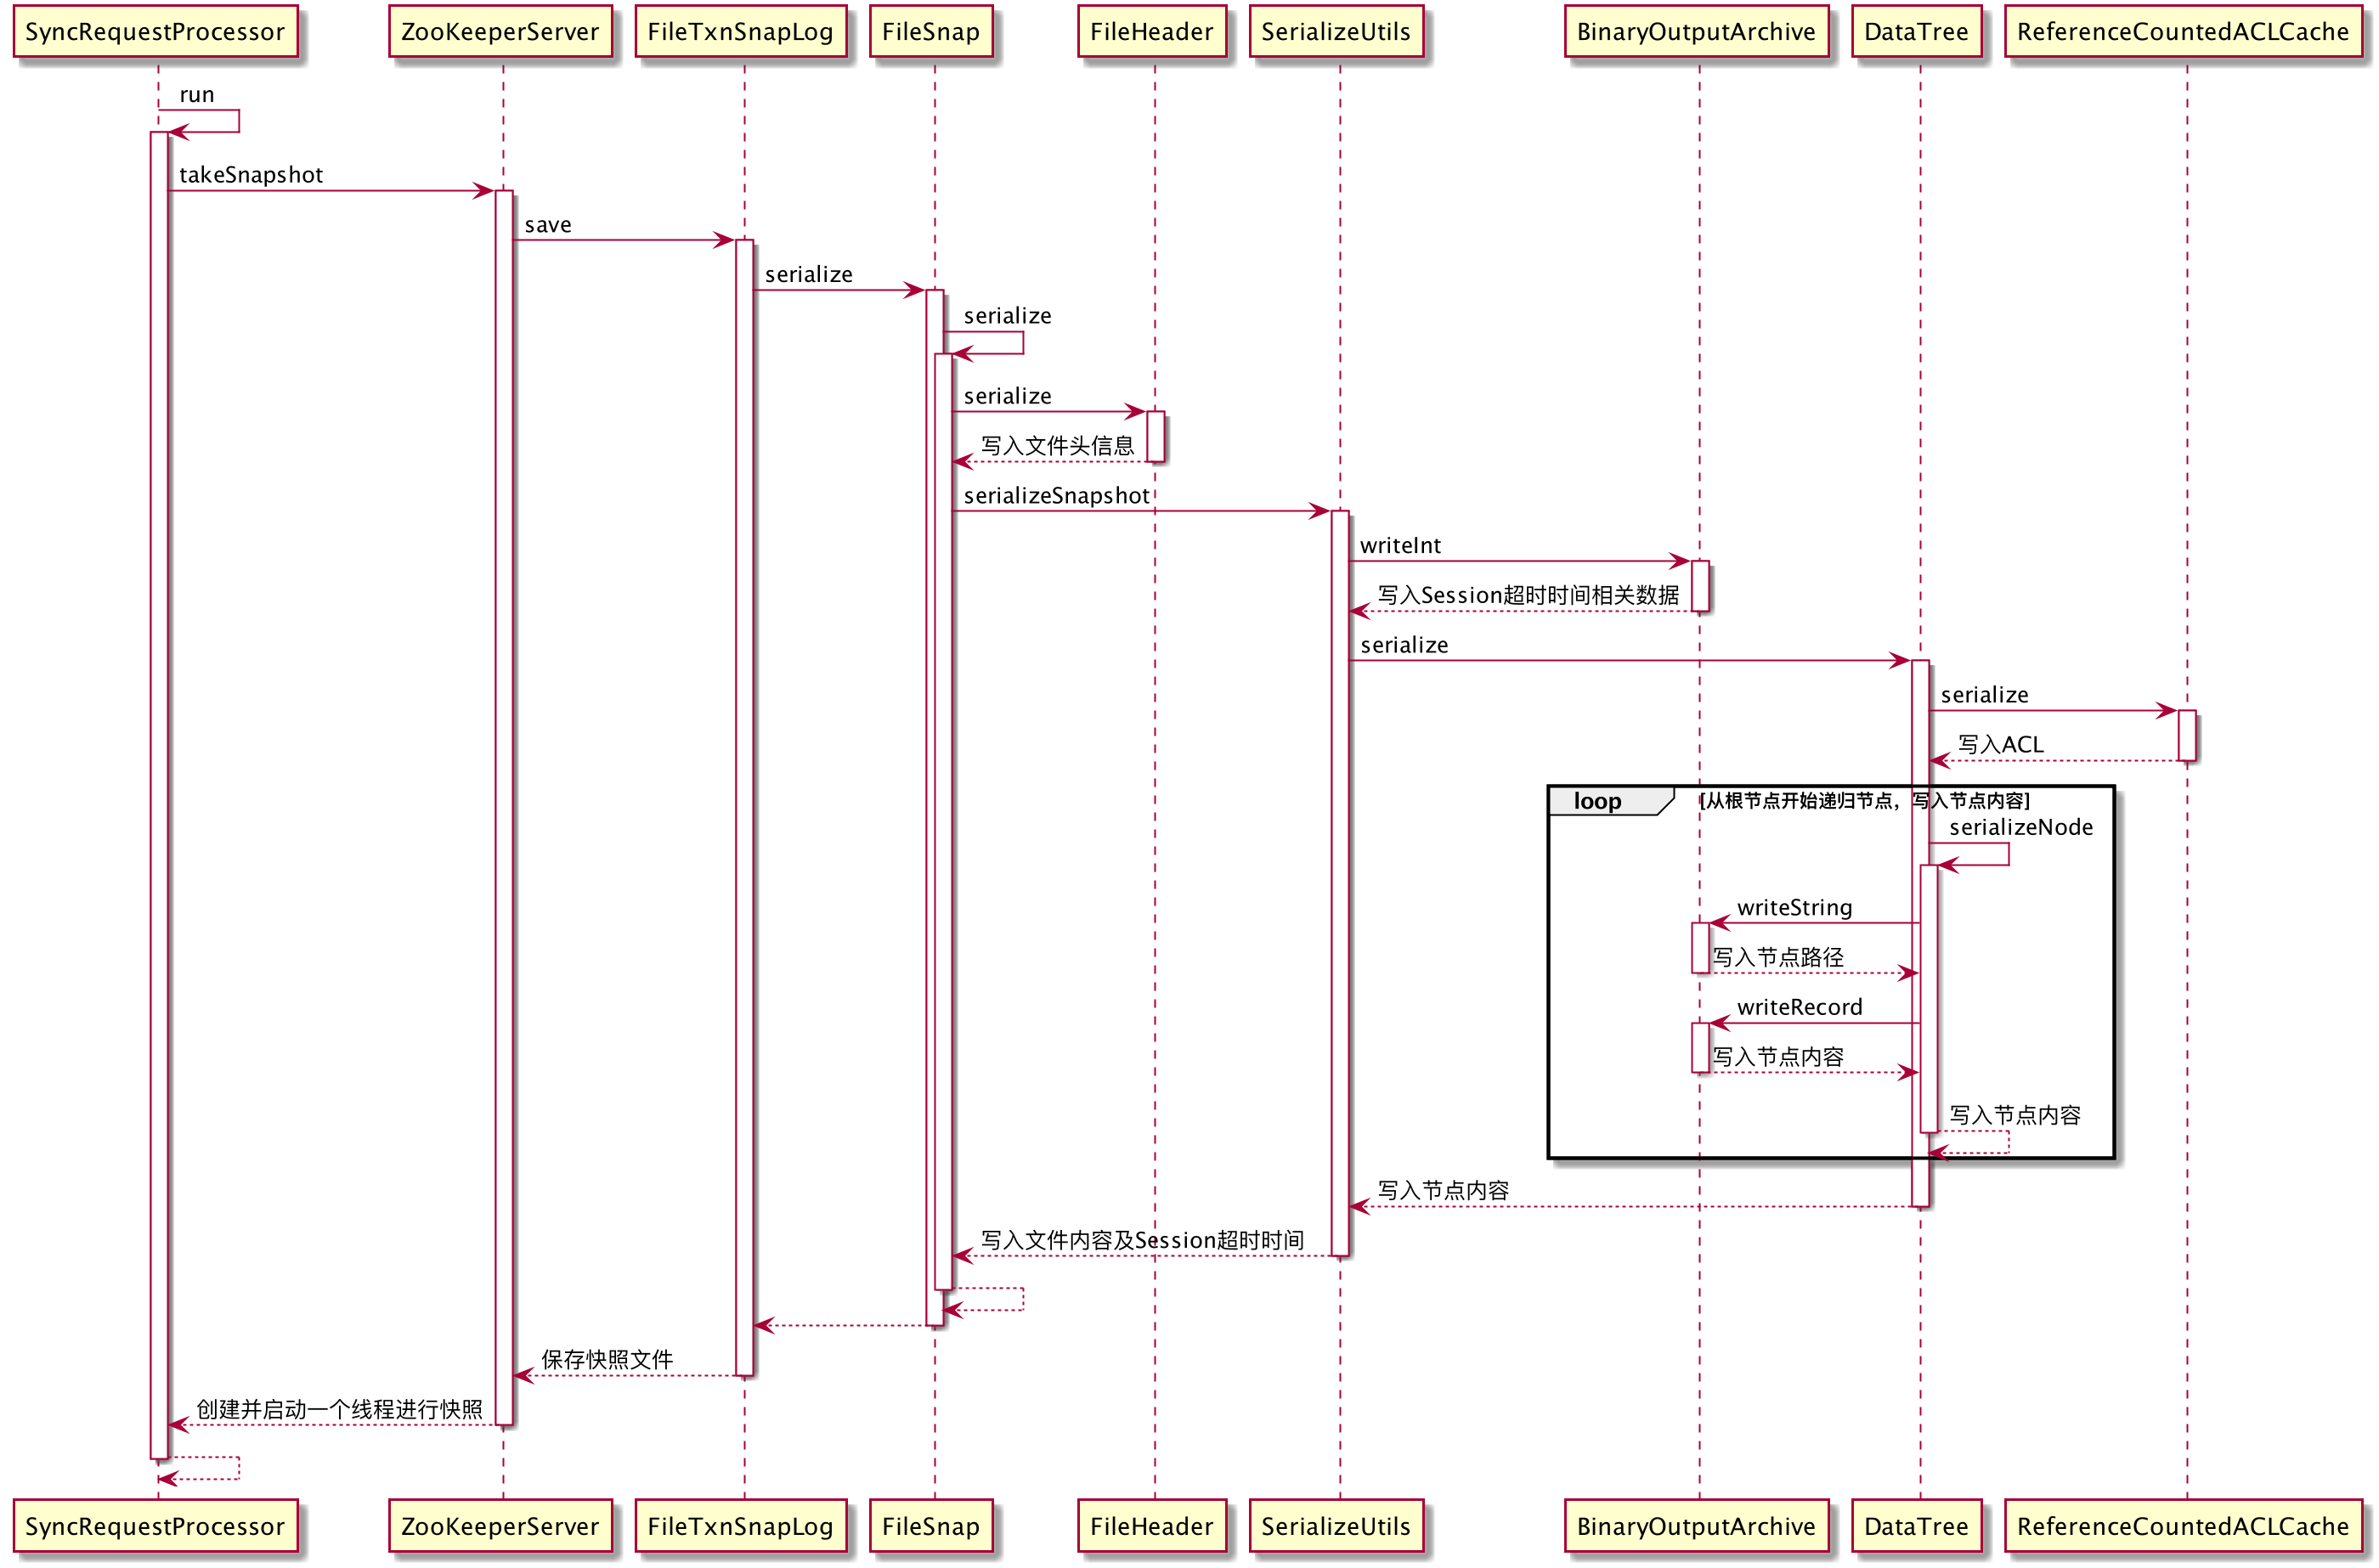 SyncRequestProcessor
ZooKeeperServer
FileTxnSnapLog
FileSnap
FileHeader
SerializeUtils
BinaryOutputArchive
DataTree
ReferenceCountedACLCache
run
takeSnapshot
save
serialize
serialize
serialize
写入文件头信息
serializeSnapshot
writeInt
写入Session超时时间相关数据
serialize
serialize
写入ACL
loop
[从根节点开始递归节点，写入节点内容]
serializeNode
writeString
写入节点路径
writeRecord
写入节点内容
写入节点内容
写入节点内容
写入文件内容及Session超时时间
保存快照文件
创建并启动一个线程进行快照
SyncRequestProcessor
ZooKeeperServer
FileTxnSnapLog
FileSnap
FileHeader
SerializeUtils
BinaryOutputArchive
DataTree
ReferenceCountedACLCache